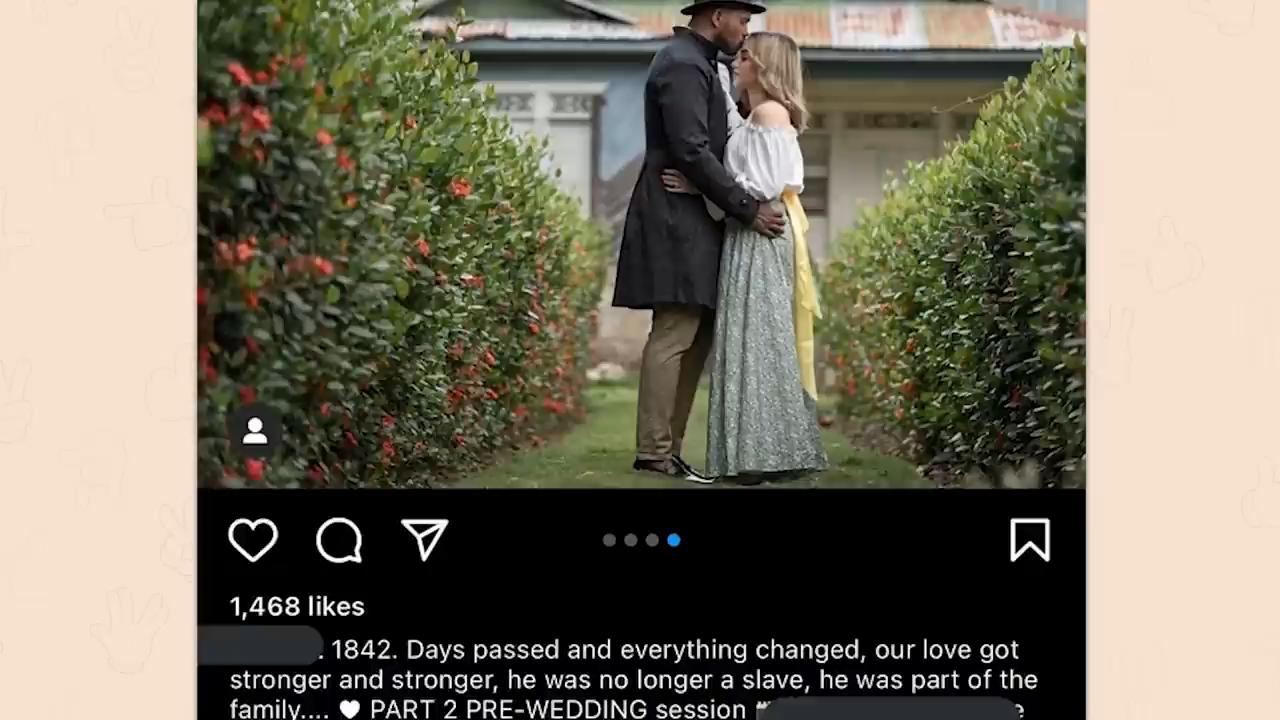 1,468 likes
. 1842. Days passed and everything changed, our love got
stronger and stronger, he was no longer a slave, he was part of the
family.... 🤍 PART 2 PRE-WEDDING session